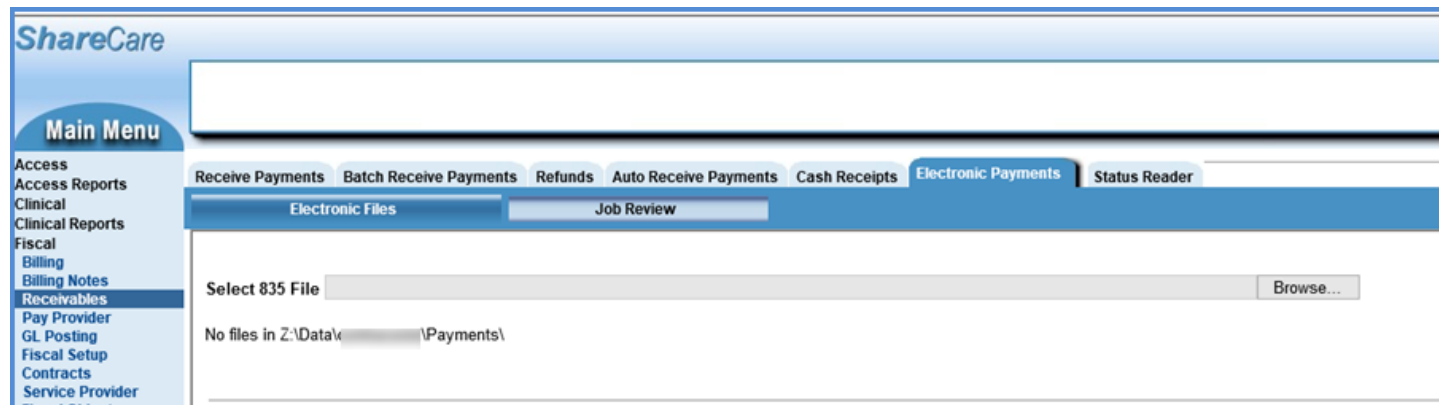 ShareCare
Main Menu
Access
Access Reports
Clinical
Clinical Reports
Fiscal
Billing
Billing Notes
Receivables
Pay Provider
GL Posting
Fiscal Setup
Contracts
Service Provider
Receive Payments Batch Receive Payments Refunds Auto Receive Payments Cash Receipts Electronic Payments Status Reader
Electronic Files Job Review
Select 835 File Browse...
No files in Z:\Data\ \Payments\